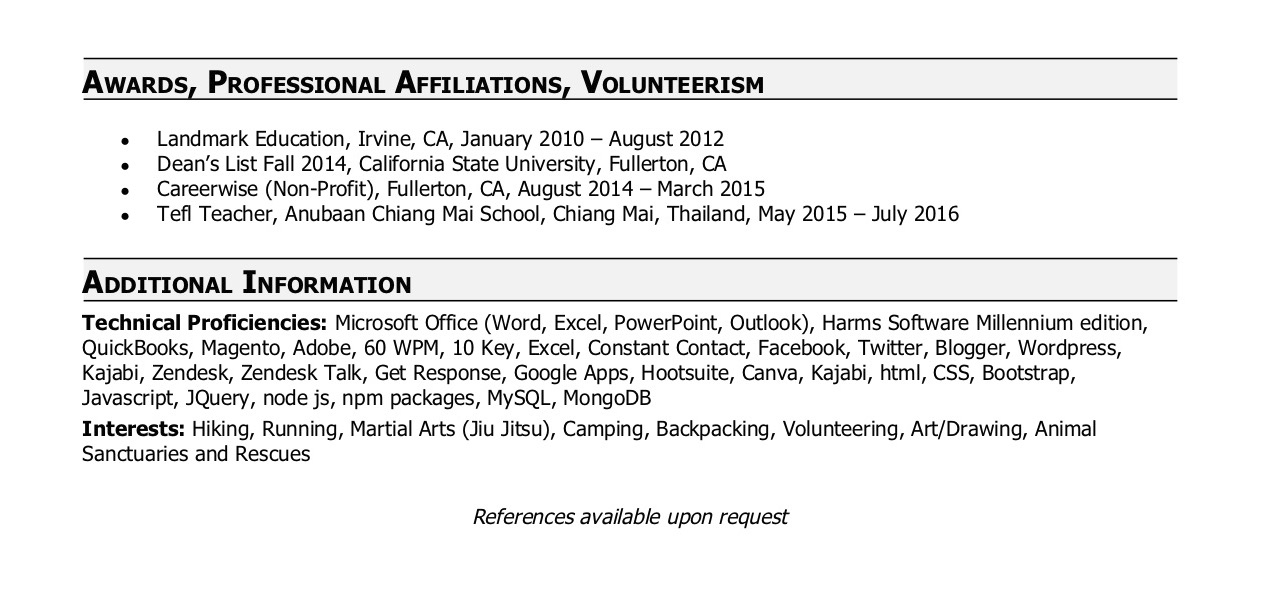 AWARDS, PROFESSIONAL AFFILIATIONS, VOLUNTEERISM
• Landmark Education, Irvine, CA, January 2010 – August 2012
• Dean’s List Fall 2014, California State University, Fullerton, CA
• Careerwise (Non-Profit), Fullerton, CA, August 2014 – March 2015
• Tefl Teacher, Anubaan Chiang Mai School, Chiang Mai, Thailand, May 2015 – July 2016
ADDITIONAL INFORMATION
Technical Proficiencies: Microsoft Office (Word, Excel, PowerPoint, Outlook), Harms Software Millennium edition,
QuickBooks, Magento, Adobe, 60 WPM, 10 Key, Excel, Constant Contact, Facebook, Twitter, Blogger, Wordpress,
Kajabi, Zendesk, Zendesk Talk, Get Response, Google Apps, Hootsuite, Canva, Kajabi, html, CSS, Bootstrap,
Javascript, JQuery, node js, npm packages, MySQL, MongoDB
Interests: Hiking, Running, Martial Arts (Jiu Jitsu), Camping, Backpacking, Volunteering, Art/Drawing, Animal
Sanctuaries and Rescues
References available upon request